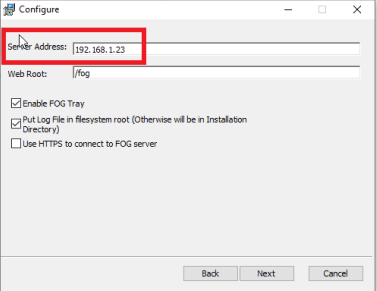 Configure
Server Address: 192.168.1.23
Web Root: /fog
Enable FOG Tray
Put Log File in filesystem root (Otherwise will be in Installation
Directory)
Use HTTPS to connect to FOG server
Back Next Cancel